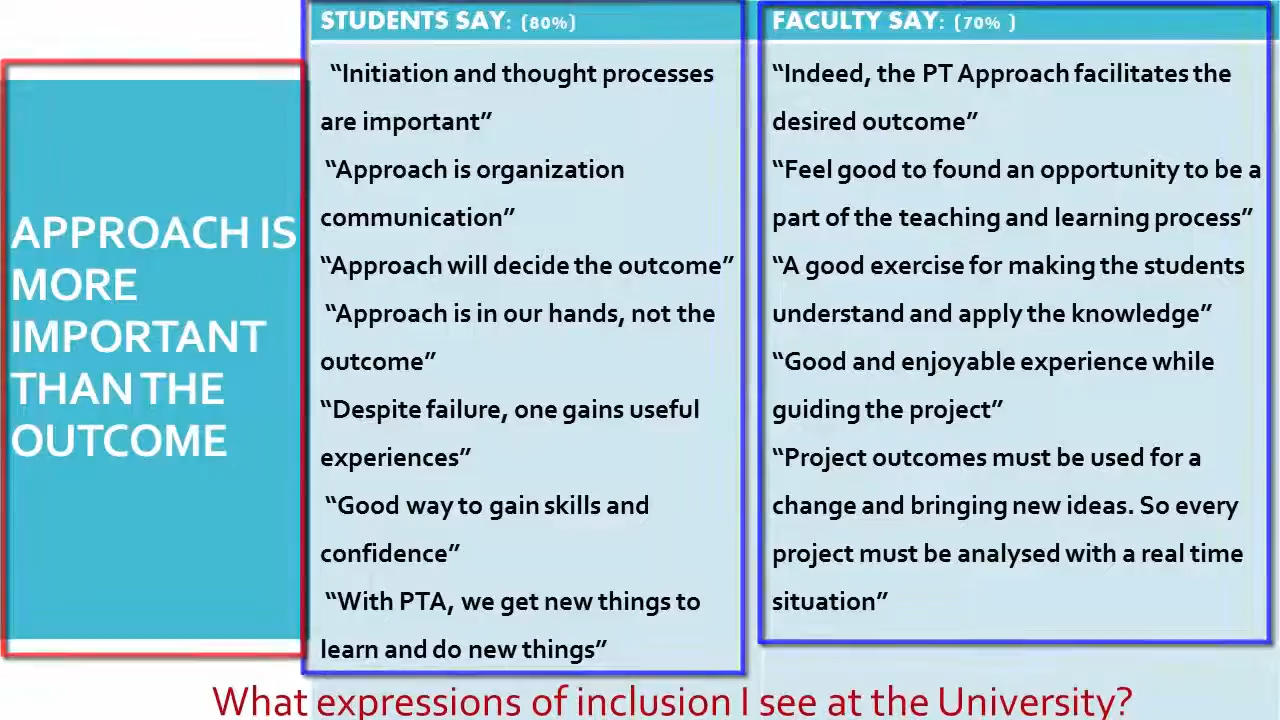 APPROACH IS
MORE
IMPORTANT
THAN THE
OUTCOME
STUDENTS SAY: (80%)
“Initiation and thought processes
are important”
“Approach is organization
communication”
“Approach will decide the outcome”
“Approach is in our hands, not the
outcome”
“Despite failure, one gains useful
experiences”
“Good way to gain skills and
confidence”
“With PTA, we get new things to
learn and do new things”
FACULTY SAY: (70% )
“Indeed, the PT Approach facilitates the
desired outcome”
“Feel good to found an opportunity to be a
part of the teaching and learning process”
“A good exercise for making the students
understand and apply the knowledge”
“Good and enjoyable experience while
guiding the project”
“Project outcomes must be used for a
change and bringing new ideas. So every
project must be analysed with a real time
situation”
What expressions of inclusion I see at the University?